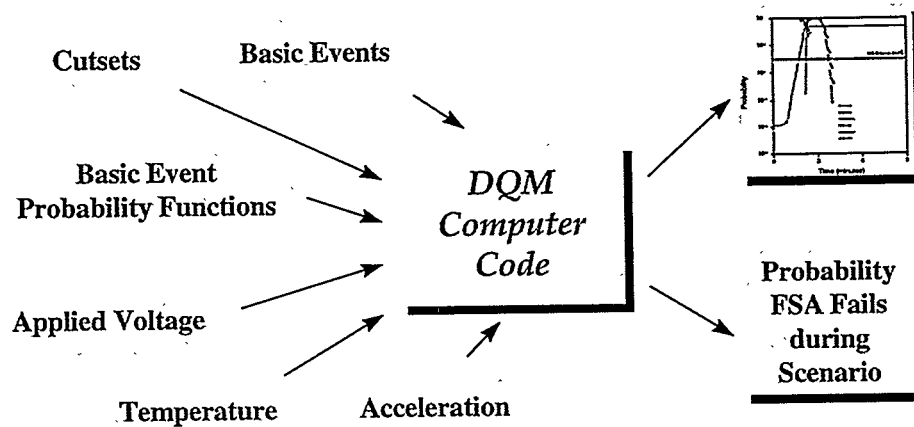 Cutsets
Basic Events
Basic Event
Probability Functions
Applied Voltage
Temperature
Acceleration
DQM
Computer
Code
Probability
Time (minutes)
Probability
FSA Fails
during
Scenario